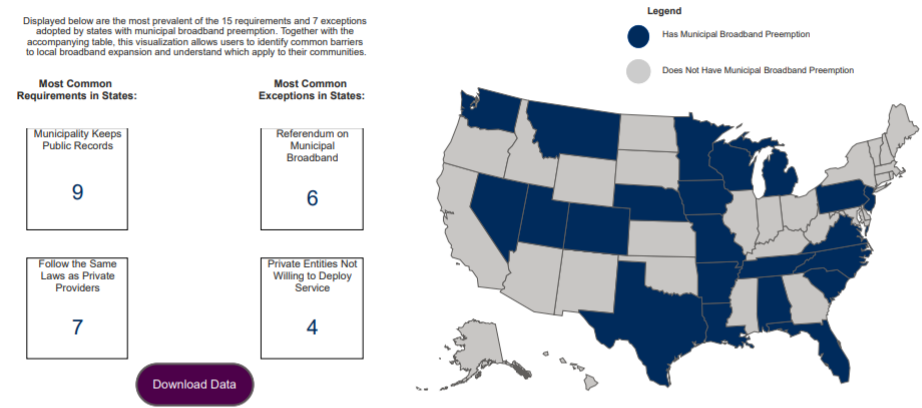 Displayed below are the most prevalent of the 15 requirements and 7 exceptions
adopted by states with municipal broadband preemption. Together with the
accompanying table, this visualization allows users to identify common barriers
to local broadband expansion and understand which apply to their communities.
Most Common
Requirements in States:
Most Common
Exceptions in States:
Municipality Keeps
Public Records
9
Referendum on
Municipal
Broadband
6
Follow the Same
Laws as Private
Providers
7
Private Entities Not
Willing to Deploy
Service
4
Download Data
Legend
Has Municipal Broadband Preemption
Does Not Have Municipal Broadband Preemption